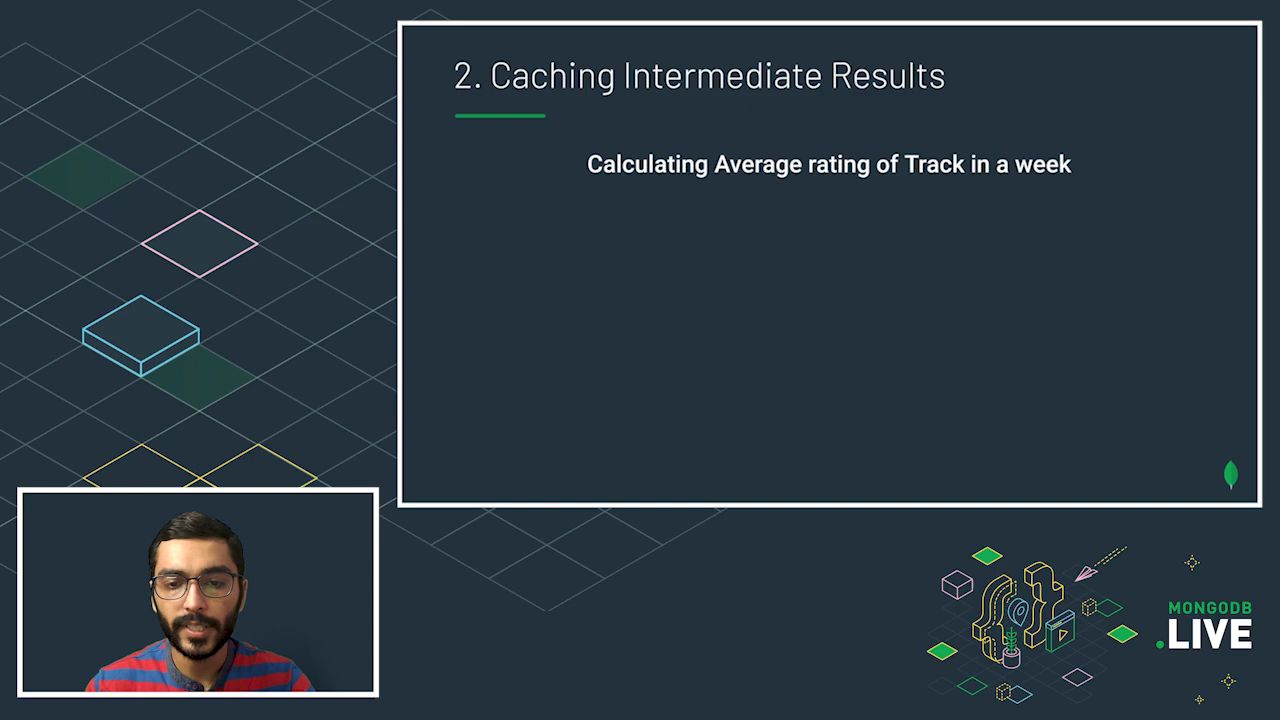 2. Caching Intermediate Results
Calculating Average rating of Track in a week
MONGODB
.LIVE